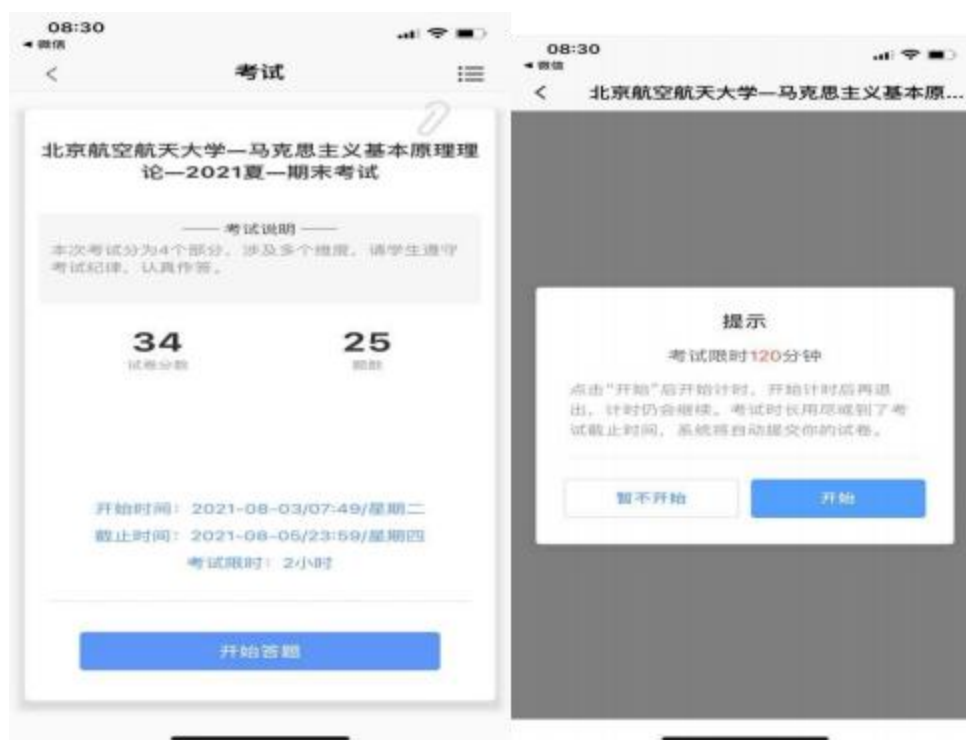 08:30
微信
考试
北京航空航天大学—马克思主义基本原理理
论—2021夏—期末考试
考试说明
本次考试分为4个部分，涉及多个维度，请学生遵守
考试纪律，认真作答。
34
25
试卷分数
题数
开始时间：2021-08-03/07:49/星期二
截止时间：2021-08-05/23:59/星期四
考试限时：2小时
开始答题
08:30
微信
北京航空航天大学—马克思主义基本原...
提示
考试限时120分钟
点击“开始”后开始计时，开始计时后再退
出，计时仍会继续。考试时长用尽或到了考
试截止时间，系统将自动提交你的试卷。
暂不开始
开始